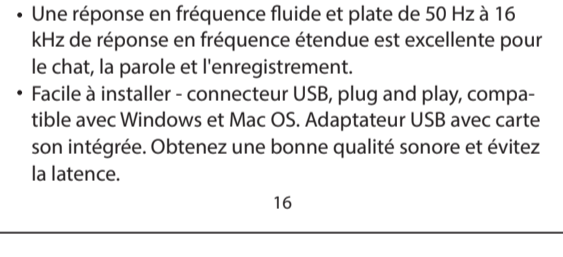 • Une réponse en fréquence fluide et plate de 50 Hz à 16
kHz de réponse en fréquence étendue est excellente pour
le chat, la parole et l'enregistrement.
• Facile à installer - connecteur USB, plug and play, compa-
tible avec Windows et Mac OS. Adaptateur USB avec carte
son intégrée. Obtenez une bonne qualité sonore et évitez
la latence.
16